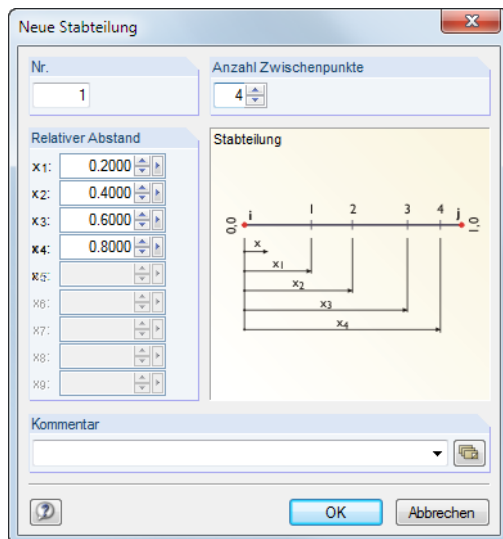 Neue Stabteilung
Nr.
1
Anzahl Zwischenpunkte
4
Relativer Abstand
x1: 0.2000
x2: 0.4000
x3: 0.6000
x4: 0.8000
x5:
x6:
x7:
x8:
x9:
Stabteilung
0,0 i 1 2 3 4 j 1,0
x
x1
x2
x3
x4
Kommentar
OK
Abbrechen